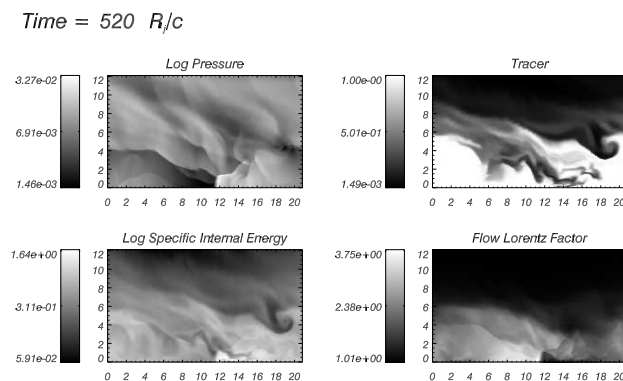 Time = 520 Rj/c
Log Pressure
3.27e-02
6.91e-03
1.46e-03
12
10
8
6
4
2
0
0 2 4 6 8 10 12 14 16 18 20
Tracer
1.00e-00
5.01e-01
1.49e-03
12
10
8
6
4
2
0
0 2 4 6 8 10 12 14 16 18 20
Log Specific Internal Energy
1.64e+00
3.11e-01
5.91e-02
12
10
8
6
4
2
0
0 2 4 6 8 10 12 14 16 18 20
Flow Lorentz Factor
3.75e+00
2.38e+00
1.01e+00
12
10
8
6
4
2
0
0 2 4 6 8 10 12 14 16 18 20